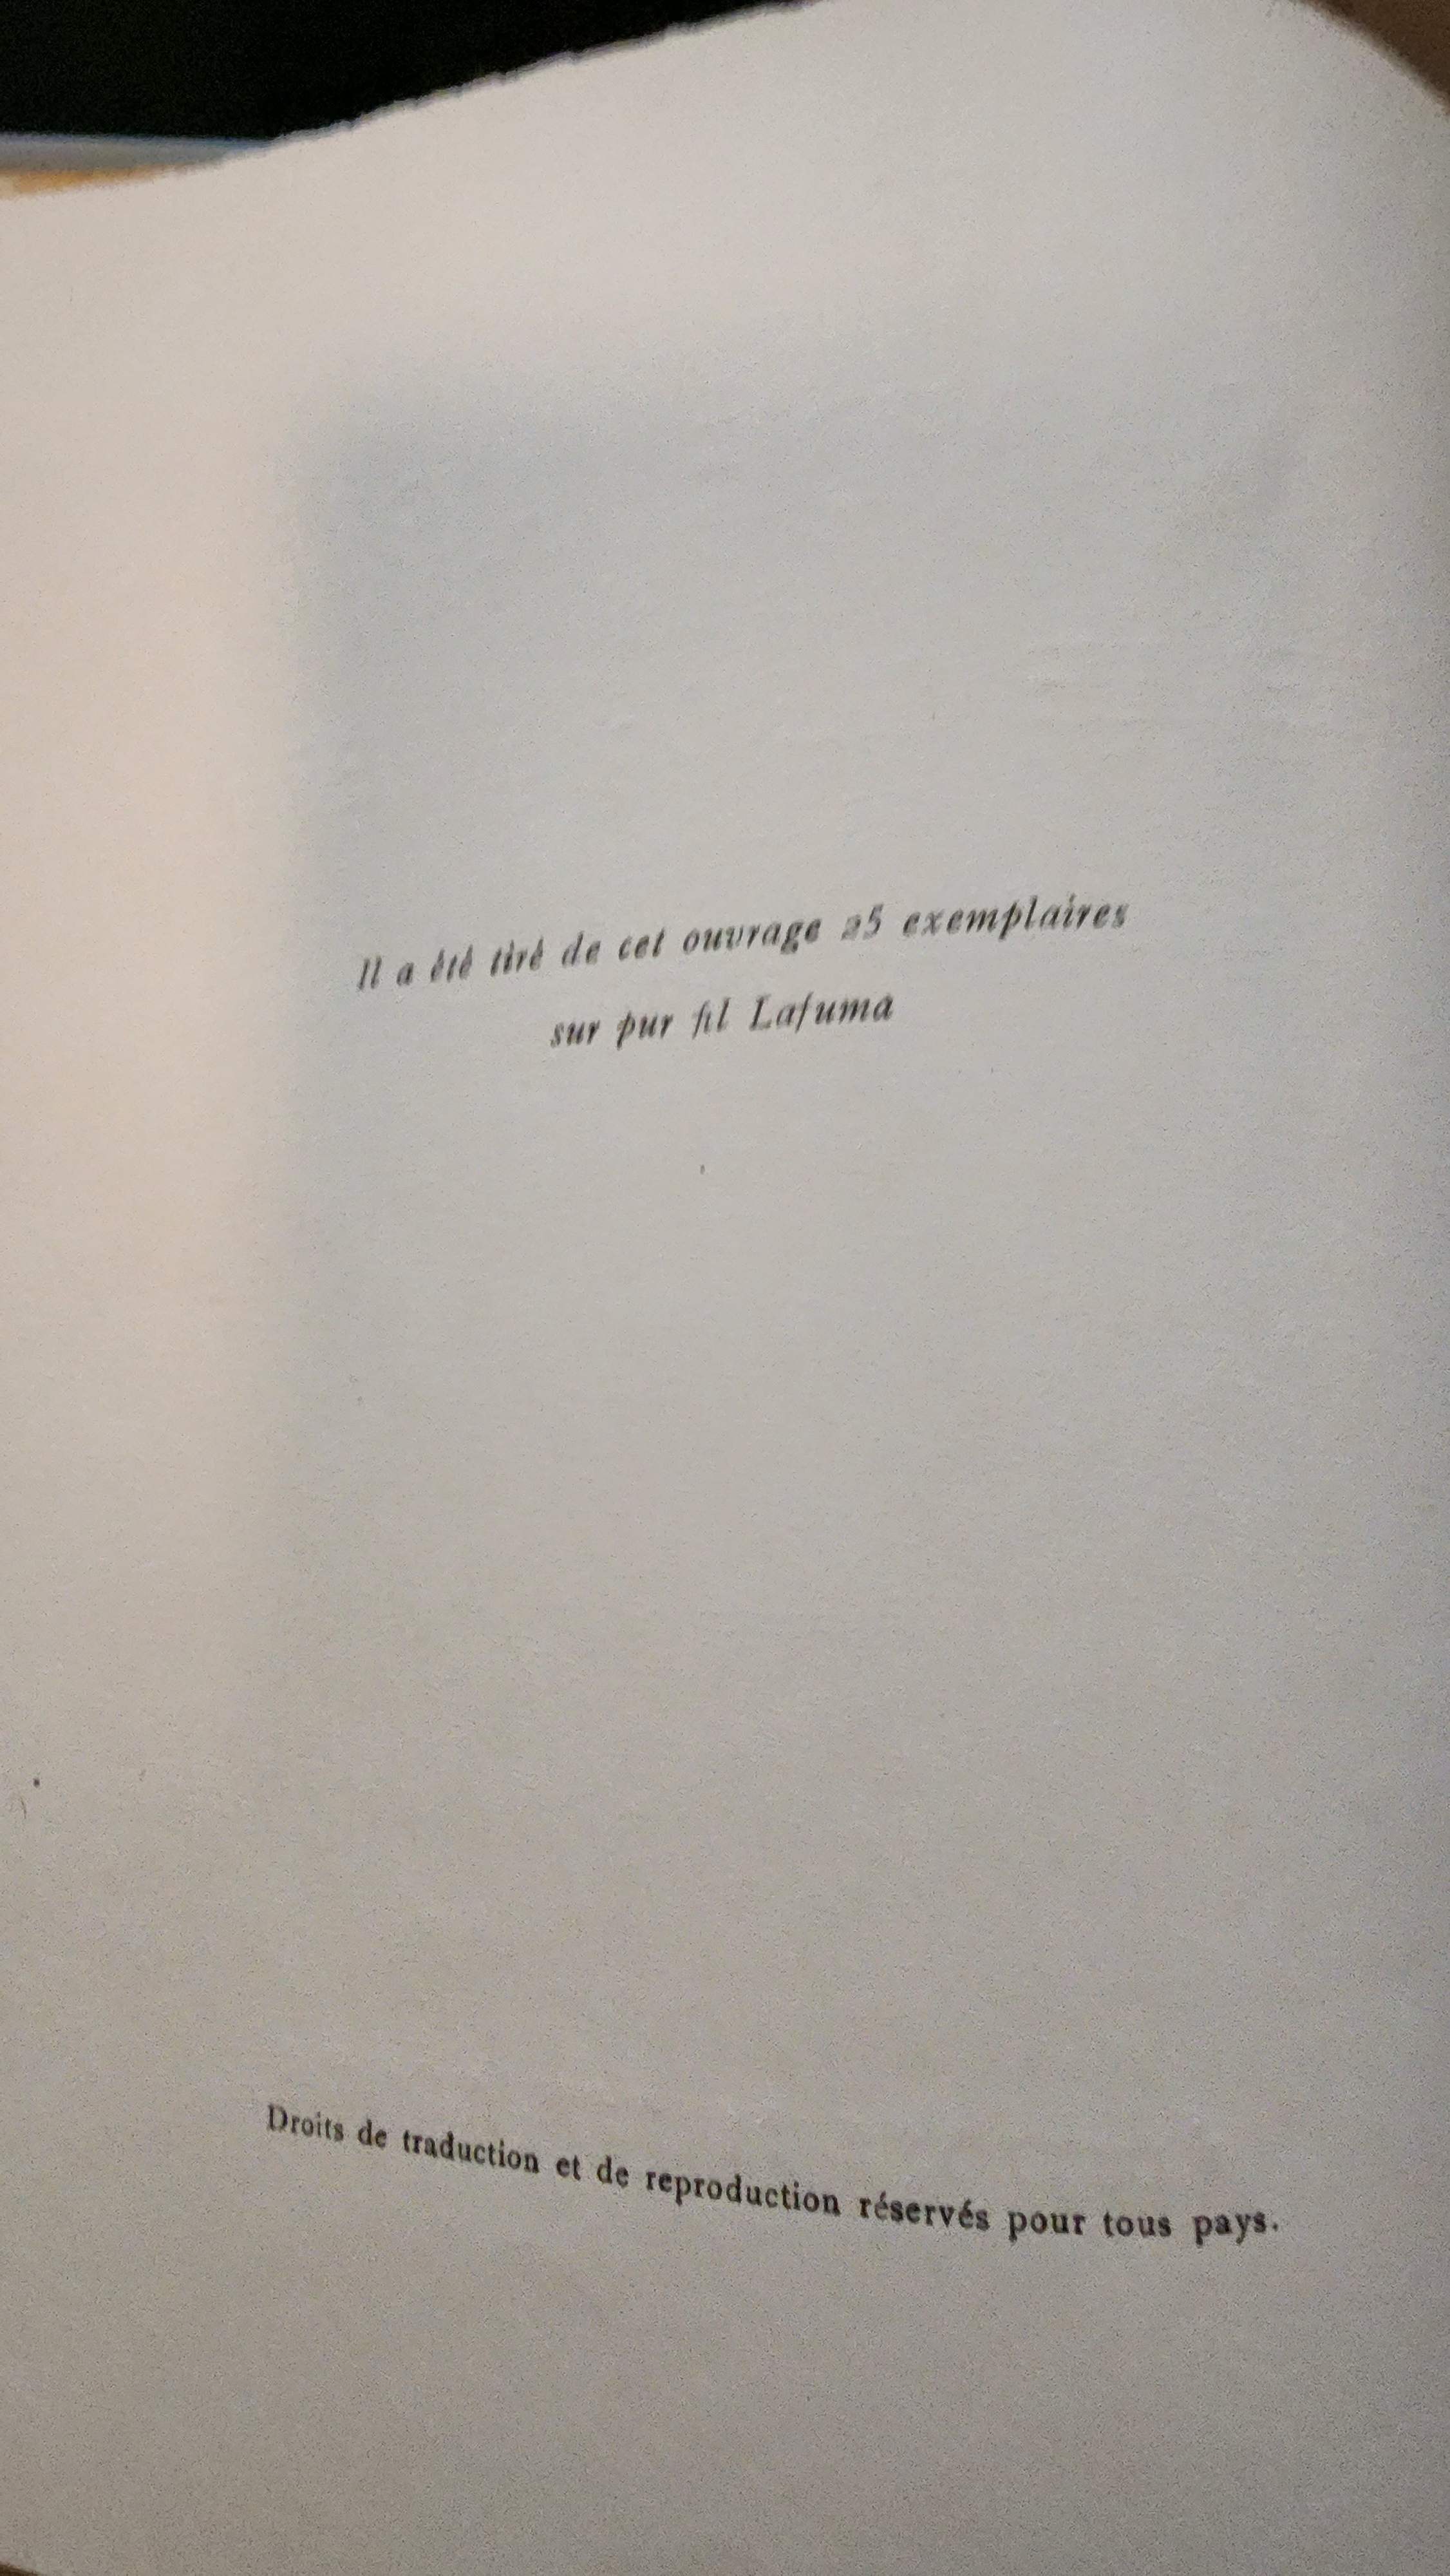 Il a été tiré de cet ouvrage 25 exemplaires
sur pur fil Lafuma
Droits de traduction et de reproduction réservés pour tous pays.